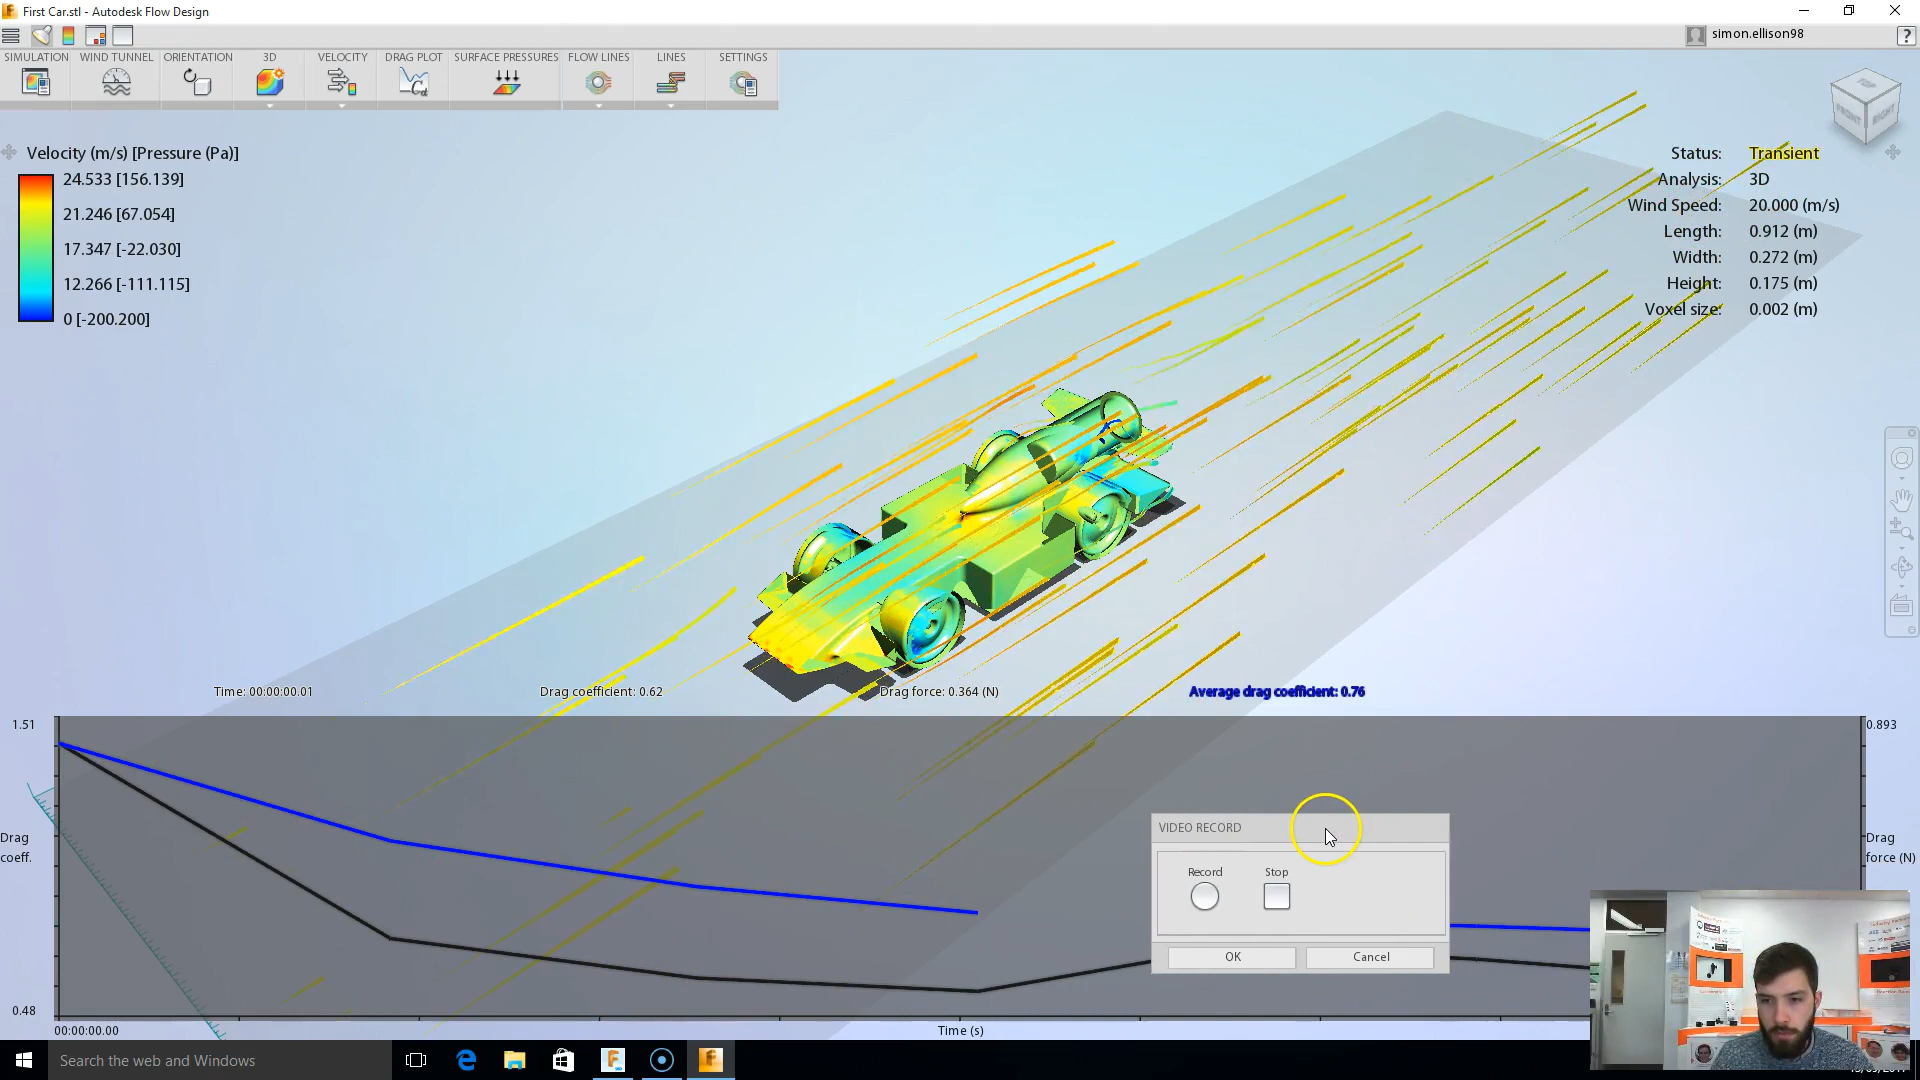 First Car.stl - Autodesk Flow Design
simon.ellison98
?
SIMULATION WIND TUNNEL ORIENTATION 3D VELOCITY DRAG PLOT SURFACE PRESSURES FLOW LINES LINES SETTINGS
FRONT RIGHT
Velocity (m/s) [Pressure (Pa)]
24.533 [156.139]
21.246 [67.054]
17.347 [-22.030]
12.266 [-111.115]
0 [-200.200]
Status: Transient
Analysis: 3D
Wind Speed: 20.000 (m/s)
Length: 0.912 (m)
Width: 0.272 (m)
Height: 0.175 (m)
Voxel size: 0.002 (m)
Time: 00:00:00.01 Drag coefficient: 0.62 Drag force: 0.364 (N) Average drag coefficient: 0.76
1.51
0.893
Drag
coeff.
Drag
force (N)
0.48
00:00:00.00
Time (s)
VIDEO RECORD
Record Stop
OK Cancel
Search the web and Windows